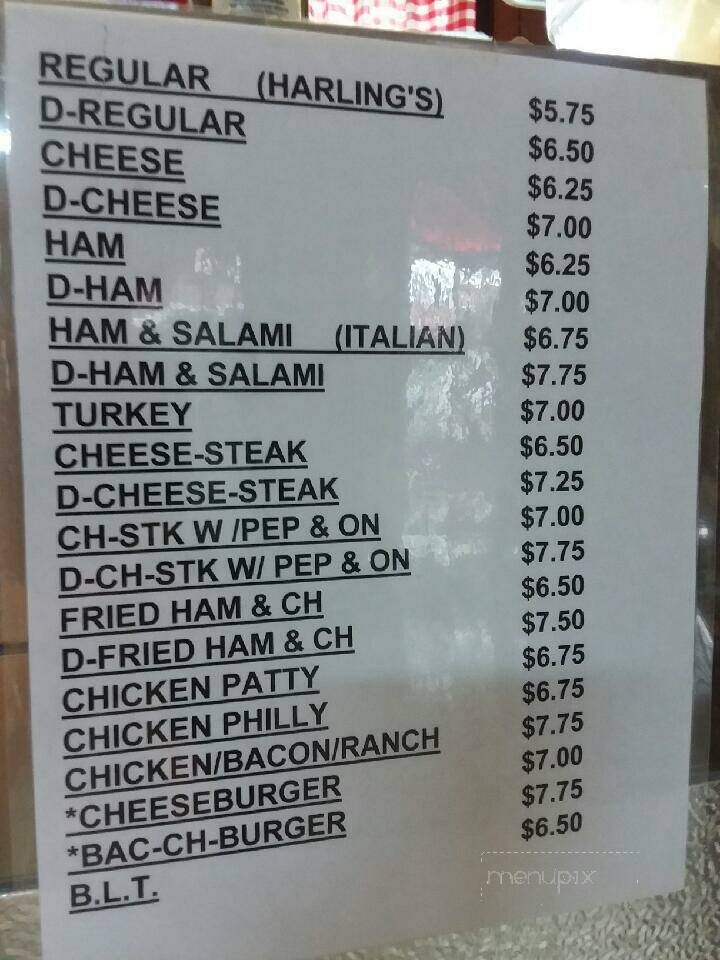 REGULAR (HARLING'S) $5.75
D-REGULAR $6.50
CHEESE $6.25
D-CHEESE $7.00
HAM $6.25
D-HAM $7.00
HAM & SALAMI (ITALIAN) $6.75
D-HAM & SALAMI $7.75
TURKEY $7.00
CHEESE-STEAK $6.50
D-CHEESE-STEAK $7.25
CH-STK W /PEP & ON $7.00
D-CH-STK W/ PEP & ON $7.75
FRIED HAM & CH $6.50
D-FRIED HAM & CH $7.50
CHICKEN PATTY $6.75
CHICKEN PHILLY $6.75
CHICKEN/BACON/RANCH $7.75
*CHEESEBURGER $7.00
*BAC-CH-BURGER $7.75
B.L.T. $6.50
menupix